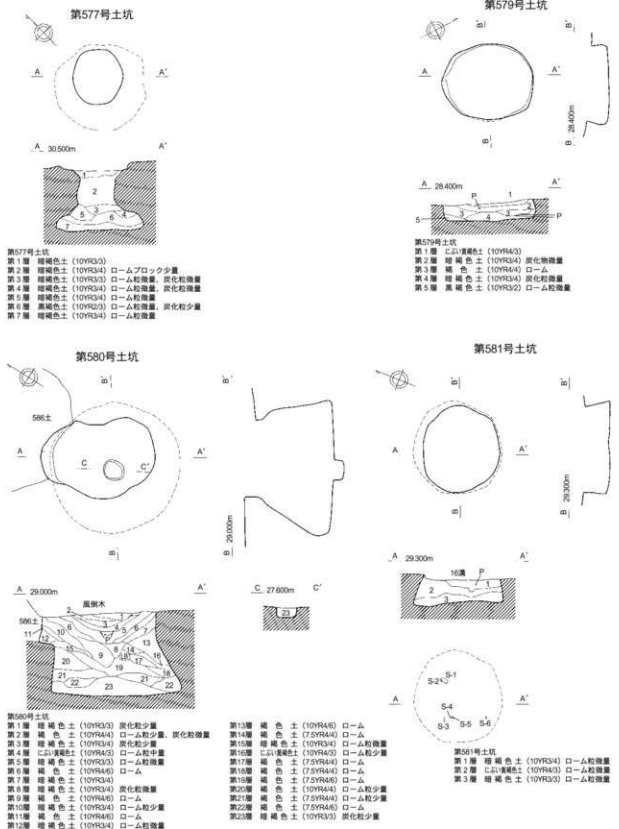 第577号土坑
A
A'
A 30.500m
A'
1
2
3
4
5
6
7
第577号土坑
第1層 暗褐色土 (10YR3/3)
第2層 暗褐色土 (10YR3/4) ロームブロック少量
第3層 暗褐色土 (10YR3/4) ローム粒微量、炭化粒微量
第4層 暗褐色土 (10YR3/4) ローム粒微量、炭化粒微量
第5層 暗褐色土 (10YR3/4) ローム粒微量
第6層 黒褐色土 (10YR2/3) ローム粒微量、炭化粒少量
第7層 暗褐色土 (10YR3/4) ローム粒微量
第579号土坑
B'
B'
A
A'
B
B 28.400m
A 28.400m
A'
P
1
2
3
4
3
5
P
第579号土坑
第1層 にぶい黄褐色土 (10YR4/3)
第2層 暗褐色土 (10YR3/4) 炭化物微量
第3層 褐色土 (10YR4/4) ローム
第4層 暗褐色土 (10YR3/4) ローム粒微量
第5層 黒褐色土 (10YR3/2) ローム粒微量
第580号土坑
586土
B'
B'
A
A'
C
C'
B
B 29.000m
A 29.000m
A'
風倒木
586土
C 27.600m
C'
23
第580号土坑
第1層 暗褐色土 (10YR3/3) 炭化粒少量
第2層 褐色土 (10YR4/4) ローム粒少量、炭化粒微量
第3層 暗褐色土 (10YR3/4) 炭化粒少量
第4層 にぶい黄褐色土 (10YR4/3) ローム粒中量
第5層 暗褐色土 (10YR3/3) ローム粒微量
第6層 褐色土 (10YR4/6) ローム
第7層 暗褐色土 (10YR3/4)
第8層 暗褐色土 (10YR3/4) 炭化粒微量
第9層 褐色土 (10YR4/6) ローム
第10層 暗褐色土 (10YR3/4) ローム粒少量
第11層 褐色土 (10YR4/6) ローム
第12層 暗褐色土 (10YR3/4) ローム粒微量
第13層 褐色土 (10YR4/6) ローム
第14層 褐色土 (7.5YR4/4) ローム
第15層 暗褐色土 (10YR3/4) ローム粒微量
第16層 にぶい黄褐色土 (10YR4/3) ローム粒少量
第17層 褐色土 (7.5YR4/4) ローム
第18層 褐色土 (7.5YR4/4) ローム
第19層 褐色土 (7.5YR4/6) ローム
第20層 褐色土 (10YR4/4) ローム粒少量
第21層 褐色土 (7.5YR4/4) ローム粒少量
第22層 褐色土 (7.5YR4/6) ローム
第23層 暗褐色土 (10YR3/3) 炭化粒少量
第581号土坑
B'
B'
A
A'
B
B 29.300m
A 29.300m
A'
16溝
P
1
2
3
A
A'
S-1
S-2
S-4
S-3
S-5
S-6
第581号土坑
第1層 暗褐色土 (10YR3/4) ローム粒微量
第2層 にぶい黄褐色土 (10YR4/3) ローム粒微量
第3層 暗褐色土 (10YR3/3) ローム粒微量